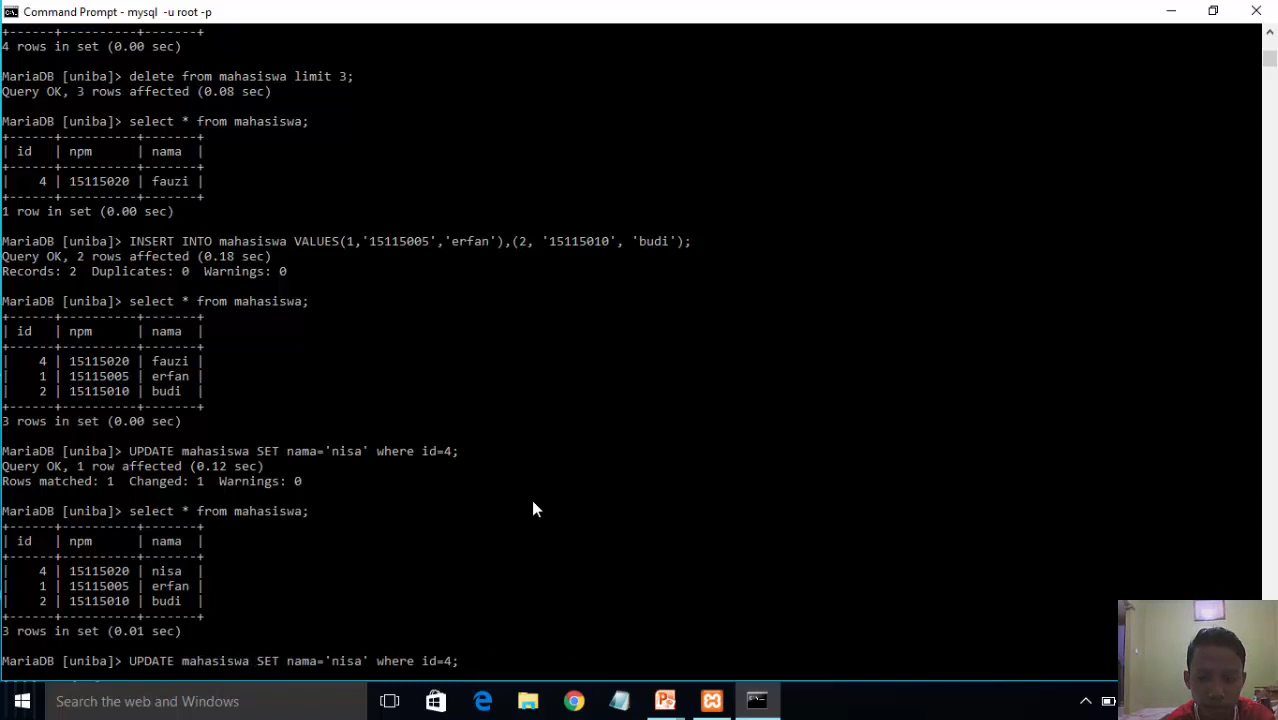 Command Prompt - mysql -u root -p
+------+----------+-------+
4 rows in set (0.00 sec)
MariaDB [uniba]> delete from mahasiswa limit 3;
Query OK, 3 rows affected (0.08 sec)
MariaDB [uniba]> select * from mahasiswa;
+------+----------+-------+
| id   | npm      | nama  |
+------+----------+-------+
|    4 | 15115020 | fauzi |
+------+----------+-------+
1 row in set (0.00 sec)
MariaDB [uniba]> INSERT INTO mahasiswa VALUES(1,'15115005','erfan'),(2, '15115010', 'budi');
Query OK, 2 rows affected (0.18 sec)
Records: 2  Duplicates: 0  Warnings: 0
MariaDB [uniba]> select * from mahasiswa;
+------+----------+-------+
| id   | npm      | nama  |
+------+----------+-------+
|    4 | 15115020 | fauzi |
|    1 | 15115005 | erfan |
|    2 | 15115010 | budi  |
+------+----------+-------+
3 rows in set (0.00 sec)
MariaDB [uniba]> UPDATE mahasiswa SET nama='nisa' where id=4;
Query OK, 1 row affected (0.12 sec)
Rows matched: 1  Changed: 1  Warnings: 0
MariaDB [uniba]> select * from mahasiswa;
+------+----------+-------+
| id   | npm      | nama  |
+------+----------+-------+
|    4 | 15115020 | nisa  |
|    1 | 15115005 | erfan |
|    2 | 15115010 | budi  |
+------+----------+-------+
3 rows in set (0.01 sec)
MariaDB [uniba]> UPDATE mahasiswa SET nama='nisa' where id=4;
Search the web and Windows